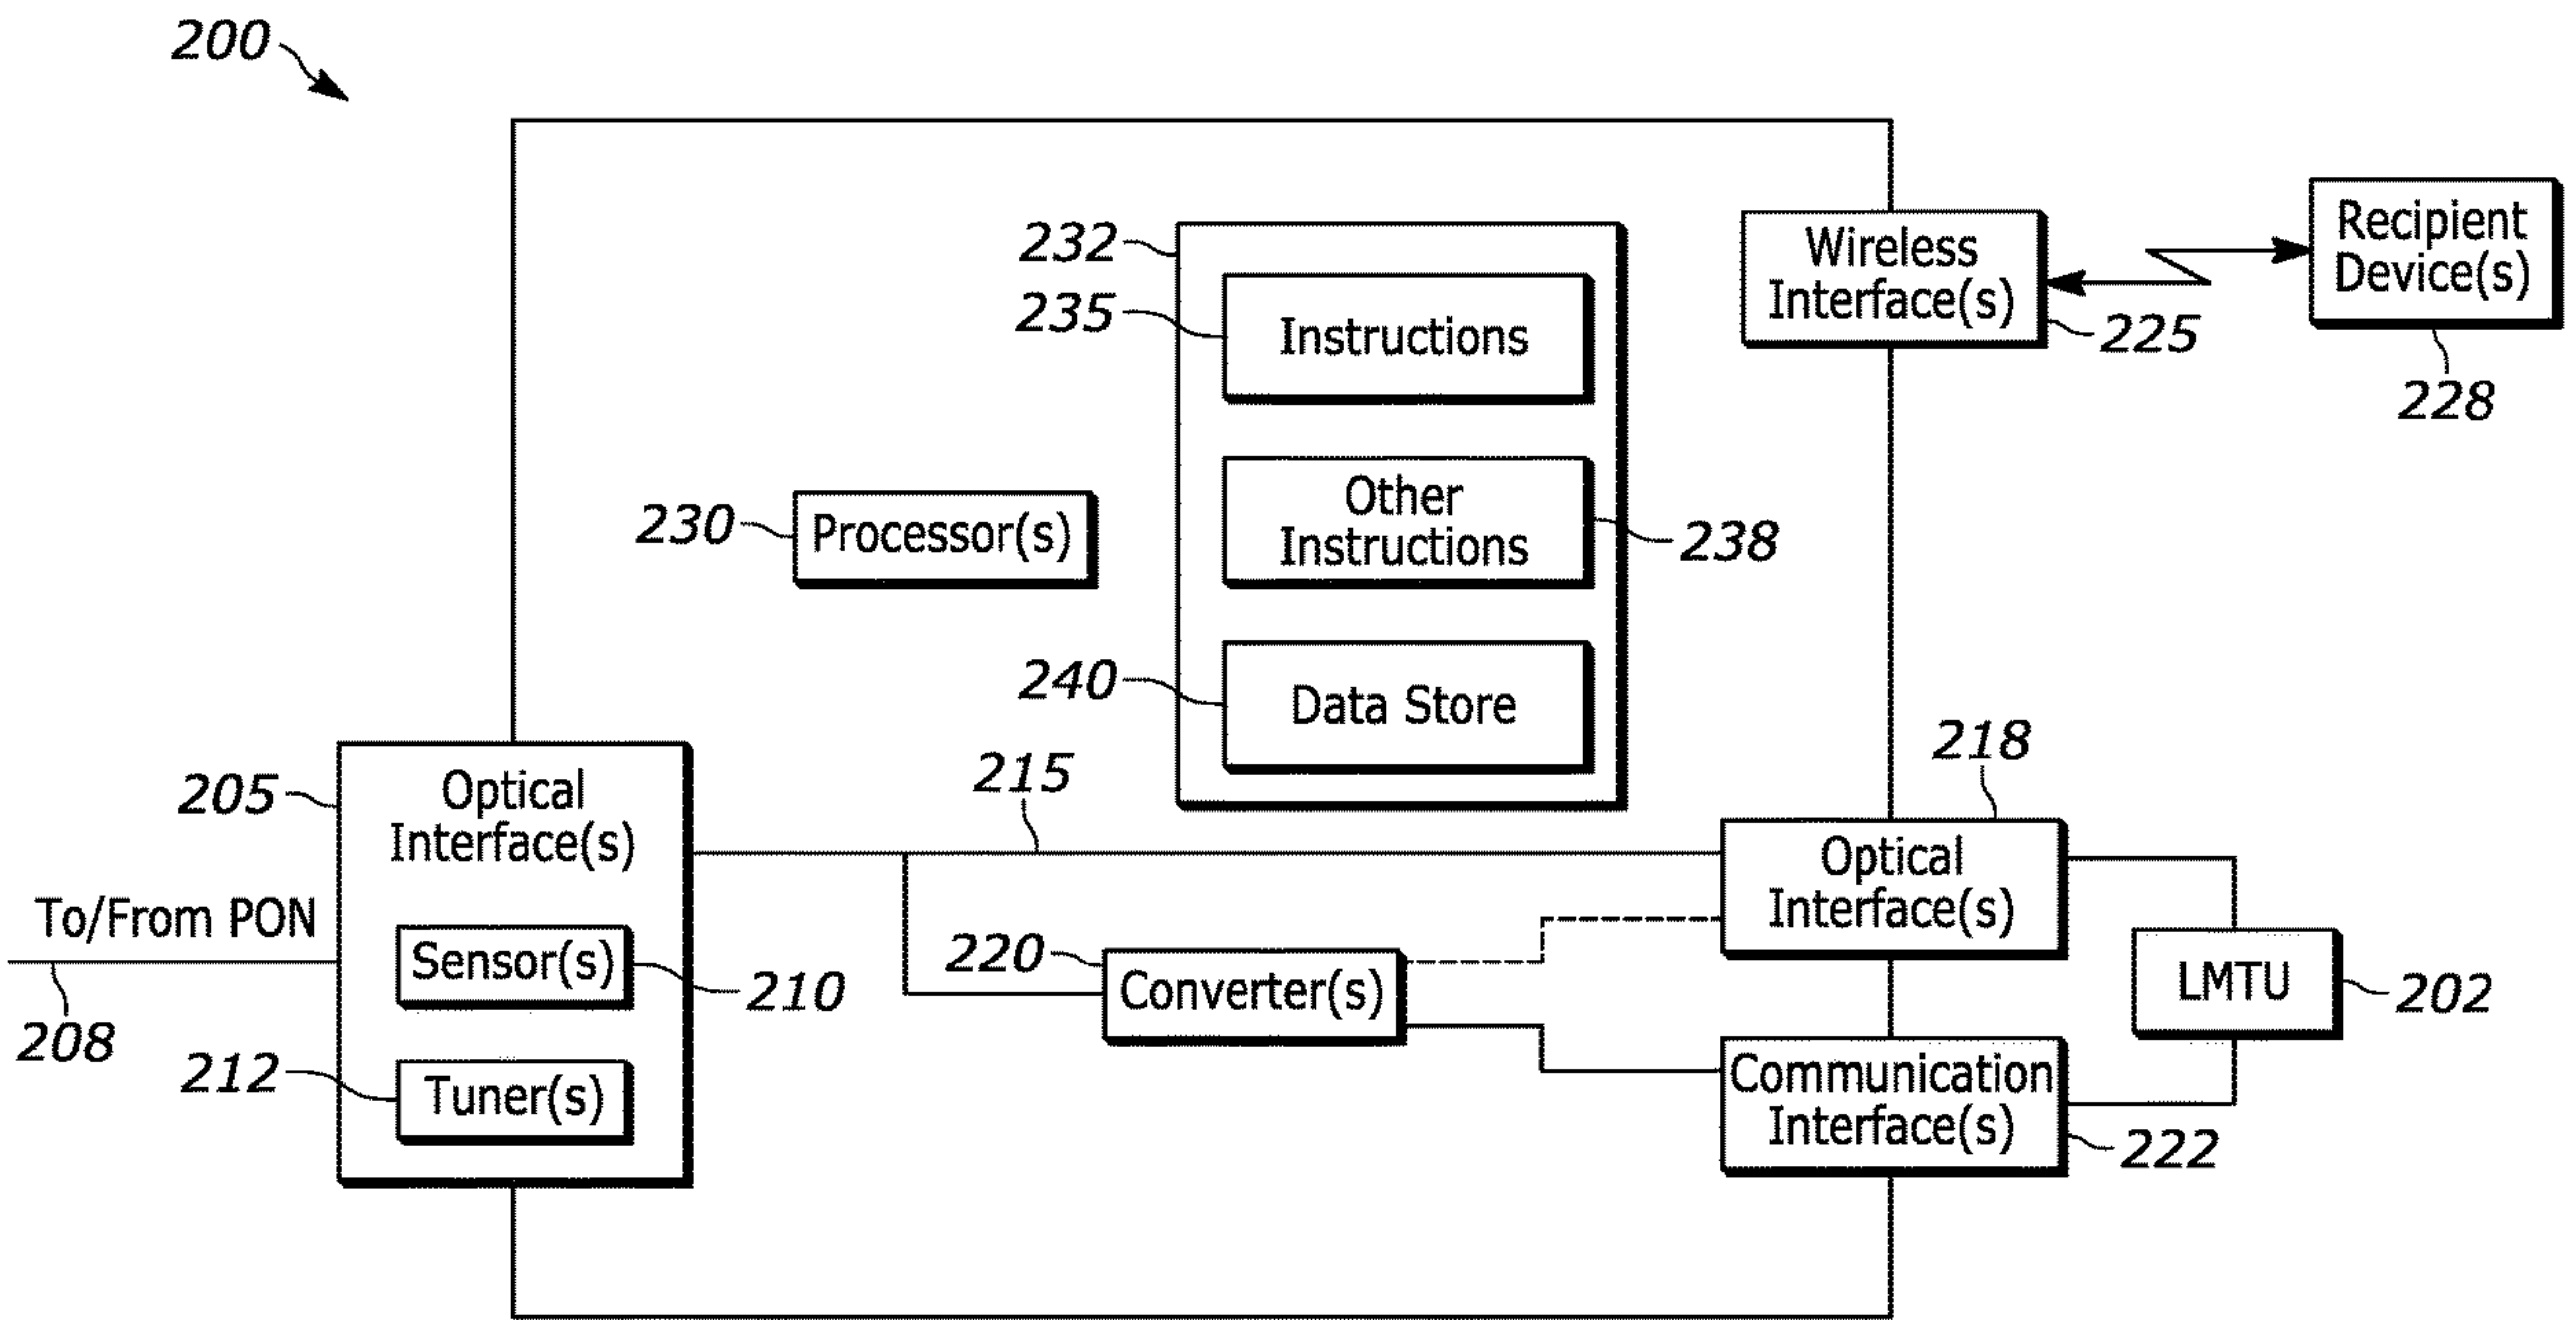 200
232
235
Instructions
Wireless
Interface(s)
225
Recipient
Device(s)
228
230
Processor(s)
Other
Instructions
238
240
Data Store
205
Optical
Interface(s)
215
218
Optical
Interface(s)
To/From PON
208
Sensor(s)
210
220
Converter(s)
LMTU
202
212
Tuner(s)
Communication
Interface(s)
222